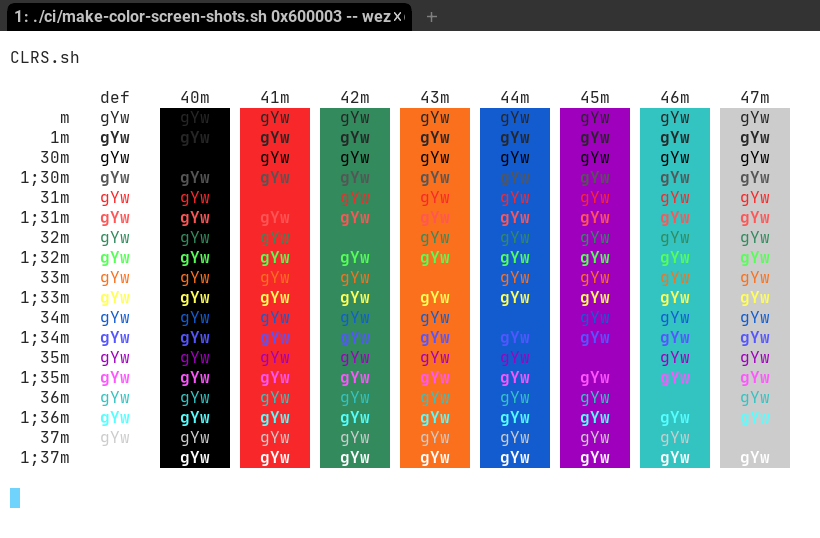 1: ./ci/make-color-screen-shots.sh 0x600003 -- wez
CLRS.sh
def 40m 41m 42m 43m 44m 45m 46m 47m
m gYw gYw gYw gYw gYw gYw gYw gYw gYw
1m gYw gYw gYw gYw gYw gYw gYw gYw gYw
30m gYw gYw gYw gYw gYw gYw gYw gYw
1;30m gYw gYw gYw gYw gYw gYw gYw gYw gYw
31m gYw gYw gYw gYw gYw gYw gYw gYw
1;31m gYw gYw gYw gYw gYw gYw gYw gYw gYw
32m gYw gYw gYw gYw gYw gYw gYw gYw
1;32m gYw gYw gYw gYw gYw gYw gYw gYw gYw
33m gYw gYw gYw gYw gYw gYw gYw gYw
1;33m gYw gYw gYw gYw gYw gYw gYw gYw gYw
34m gYw gYw gYw gYw gYw gYw gYw gYw
1;34m gYw gYw gYw gYw gYw gYw gYw gYw gYw
35m gYw gYw gYw gYw gYw gYw gYw gYw
1;35m gYw gYw gYw gYw gYw gYw gYw gYw gYw
36m gYw gYw gYw gYw gYw gYw gYw gYw
1;36m gYw gYw gYw gYw gYw gYw gYw gYw gYw
37m gYw gYw gYw gYw gYw gYw gYw gYw
1;37m gYw gYw gYw gYw gYw gYw gYw gYw